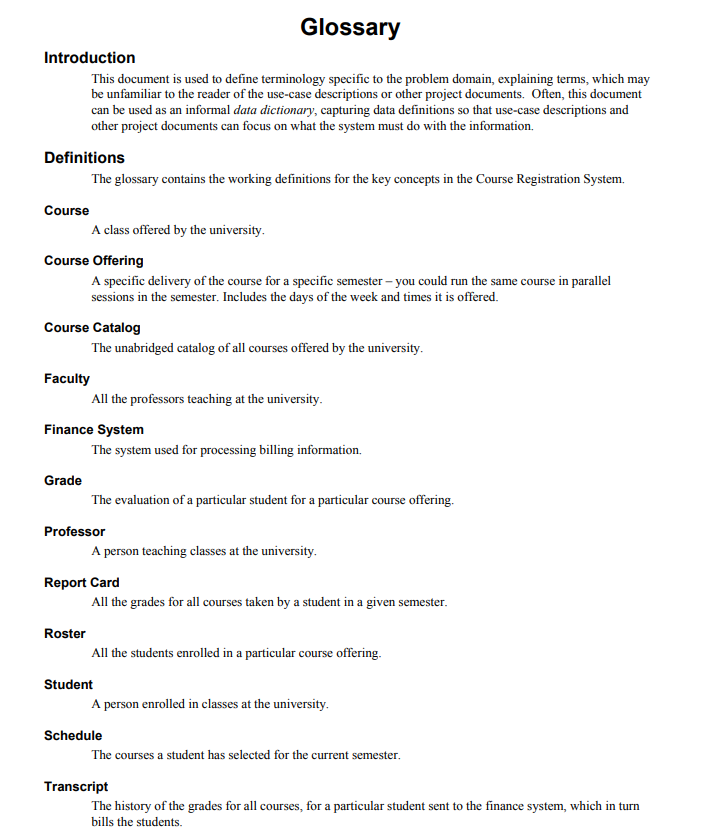 Glossary
Introduction
This document is used to define terminology specific to the problem domain, explaining terms, which may
be unfamiliar to the reader of the use-case descriptions or other project documents.  Often, this document
can be used as an informal data dictionary, capturing data definitions so that use-case descriptions and
other project documents can focus on what the system must do with the information.
Definitions
The glossary contains the working definitions for the key concepts in the Course Registration System.
Course
A class offered by the university.
Course Offering
A specific delivery of the course for a specific semester – you could run the same course in parallel
sessions in the semester. Includes the days of the week and times it is offered.
Course Catalog
The unabridged catalog of all courses offered by the university.
Faculty
All the professors teaching at the university.
Finance System
The system used for processing billing information.
Grade
The evaluation of a particular student for a particular course offering.
Professor
A person teaching classes at the university.
Report Card
All the grades for all courses taken by a student in a given semester.
Roster
All the students enrolled in a particular course offering.
Student
A person enrolled in classes at the university.
Schedule
The courses a student has selected for the current semester.
Transcript
The history of the grades for all courses, for a particular student sent to the finance system, which in turn
bills the students.